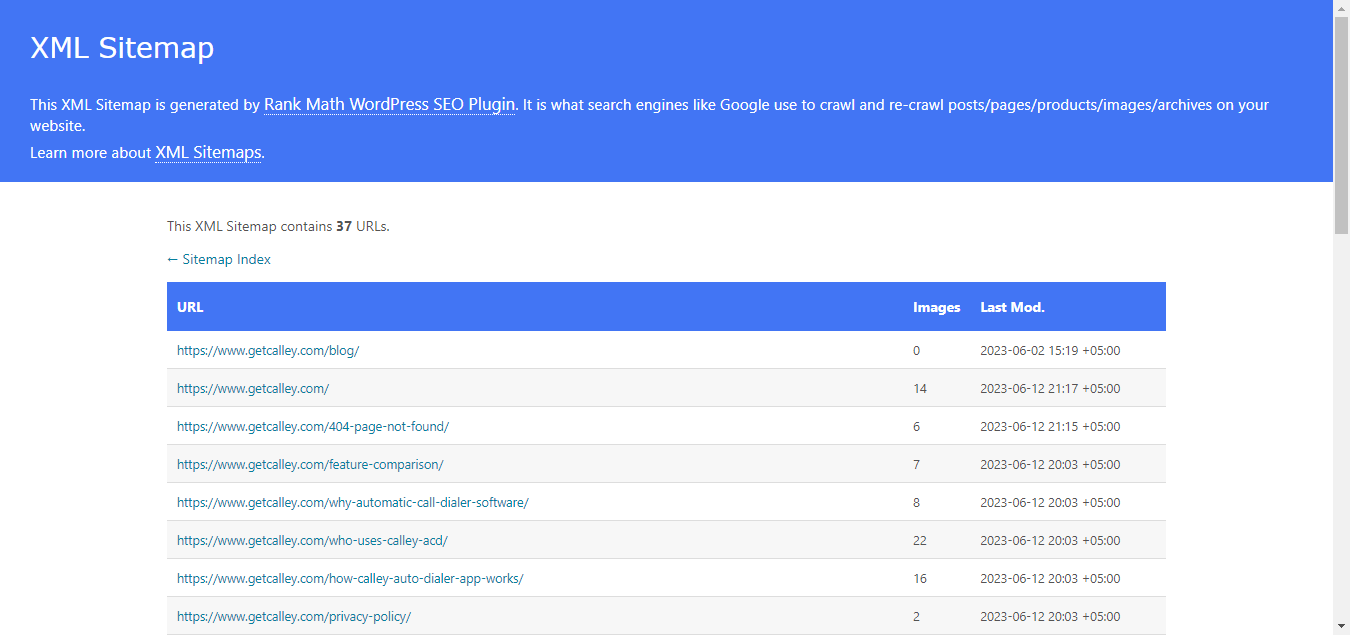 XML Sitemap
This XML Sitemap is generated by Rank Math WordPress SEO Plugin. It is what search engines like Google use to crawl and re-crawl posts/pages/products/images/archives on your
website.
Learn more about XML Sitemaps.
This XML Sitemap contains 37 URLs.
← Sitemap Index
URL Images Last Mod.
https://www.getcalley.com/blog/ 0 2023-06-02 15:19 +05:00
https://www.getcalley.com/ 14 2023-06-12 21:17 +05:00
https://www.getcalley.com/404-page-not-found/ 6 2023-06-12 21:15 +05:00
https://www.getcalley.com/feature-comparison/ 7 2023-06-12 20:03 +05:00
https://www.getcalley.com/why-automatic-call-dialer-software/ 8 2023-06-12 20:03 +05:00
https://www.getcalley.com/who-uses-calley-acd/ 22 2023-06-12 20:03 +05:00
https://www.getcalley.com/how-calley-auto-dialer-app-works/ 16 2023-06-12 20:03 +05:00
https://www.getcalley.com/privacy-policy/ 2 2023-06-12 20:03 +05:00